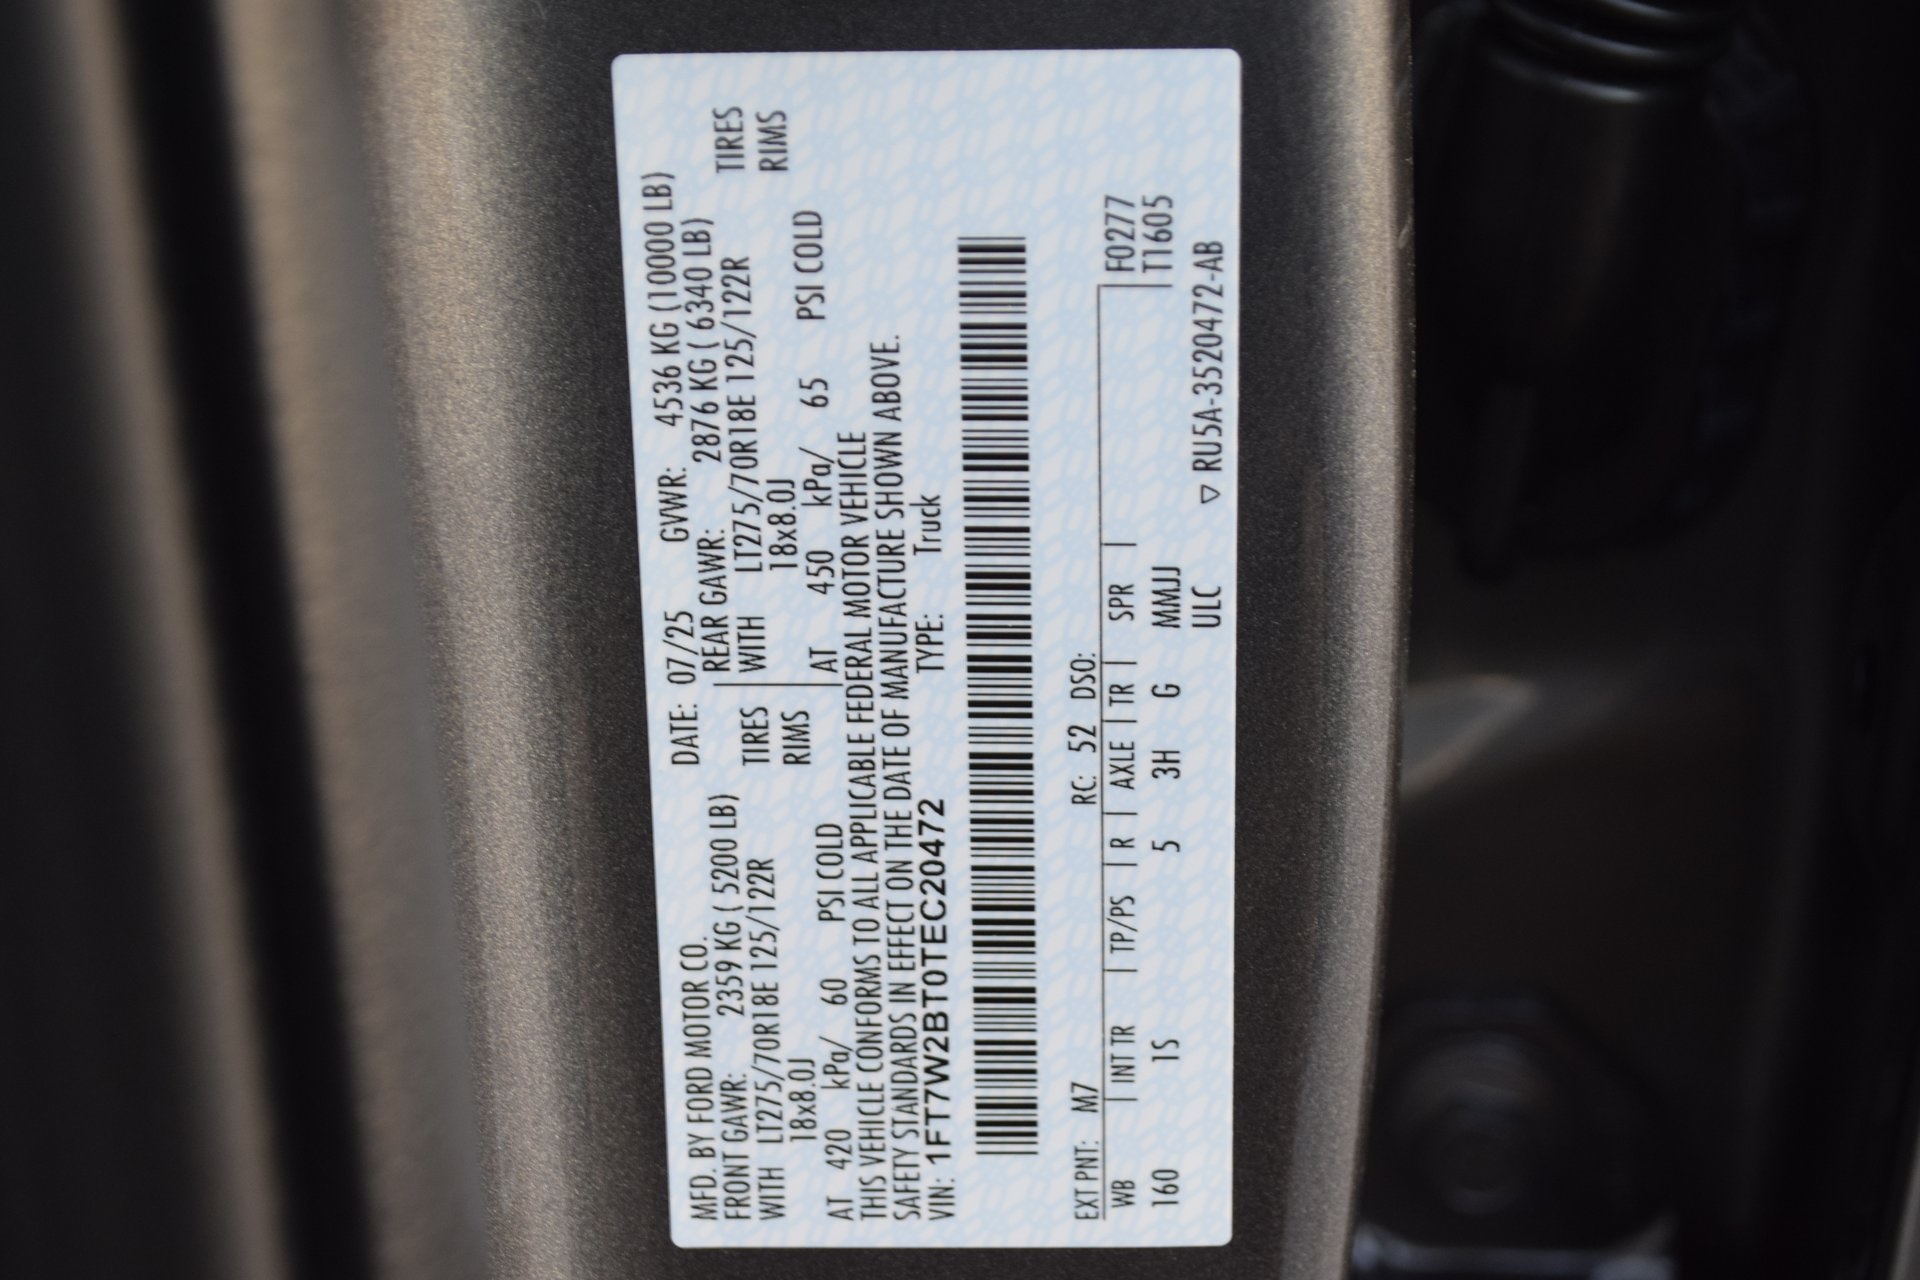 MFD. BY FORD MOTOR CO. DATE: 07/25 GVWR: 4536 KG (10000 LB)
FRONT GAWR: 2359 KG ( 5200 LB) REAR GAWR: 2876 KG ( 6340 LB)
WITH LT275/70R18E 125/122R TIRES WITH LT275/70R18E 125/122R TIRES
18x8.0J RIMS 18x8.0J RIMS
AT 420 kPa/ 60 PSI COLD AT 450 kPa/ 65 PSI COLD
THIS VEHICLE CONFORMS TO ALL APPLICABLE FEDERAL MOTOR VEHICLE
SAFETY STANDARDS IN EFFECT ON THE DATE OF MANUFACTURE SHOWN ABOVE.
VIN: 1FT7W2BT0TEC20472 TYPE: Truck
EXT PNT: M7 RC: 52 DSO:
WB INT TR TP/PS R AXLE TR SPR F0277
160 1S 5 3H G MMJJ T1605
ULC ▽ RU5A-3520472-AB